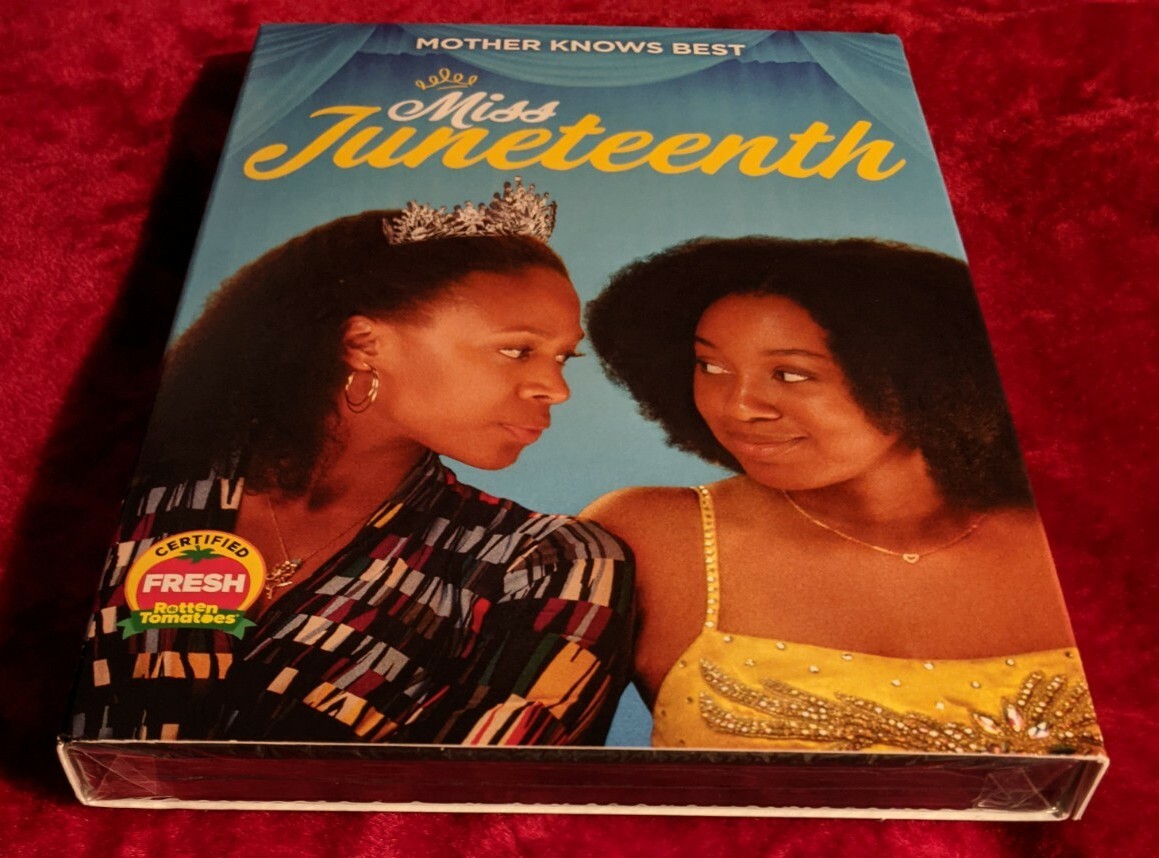 MOTHER KNOWS BEST
Miss
Juneteenth
CERTIFIED
FRESH
Rotten
Tomatoes